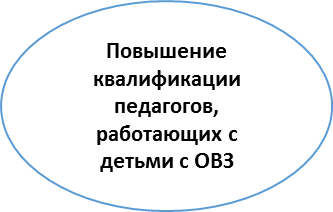 Повышение
квалификации
педагогов,
работающих с
детьми с ОВЗ